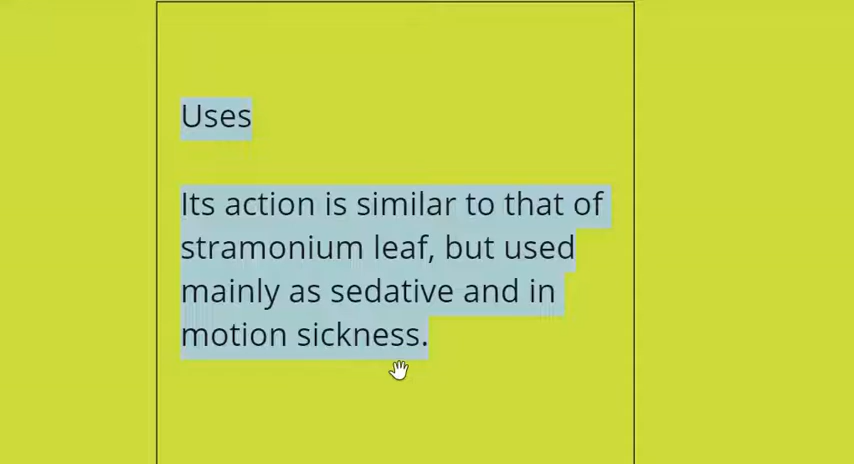 Uses
Its action is similar to that of
stramonium leaf, but used
mainly as sedative and in
motion sickness.